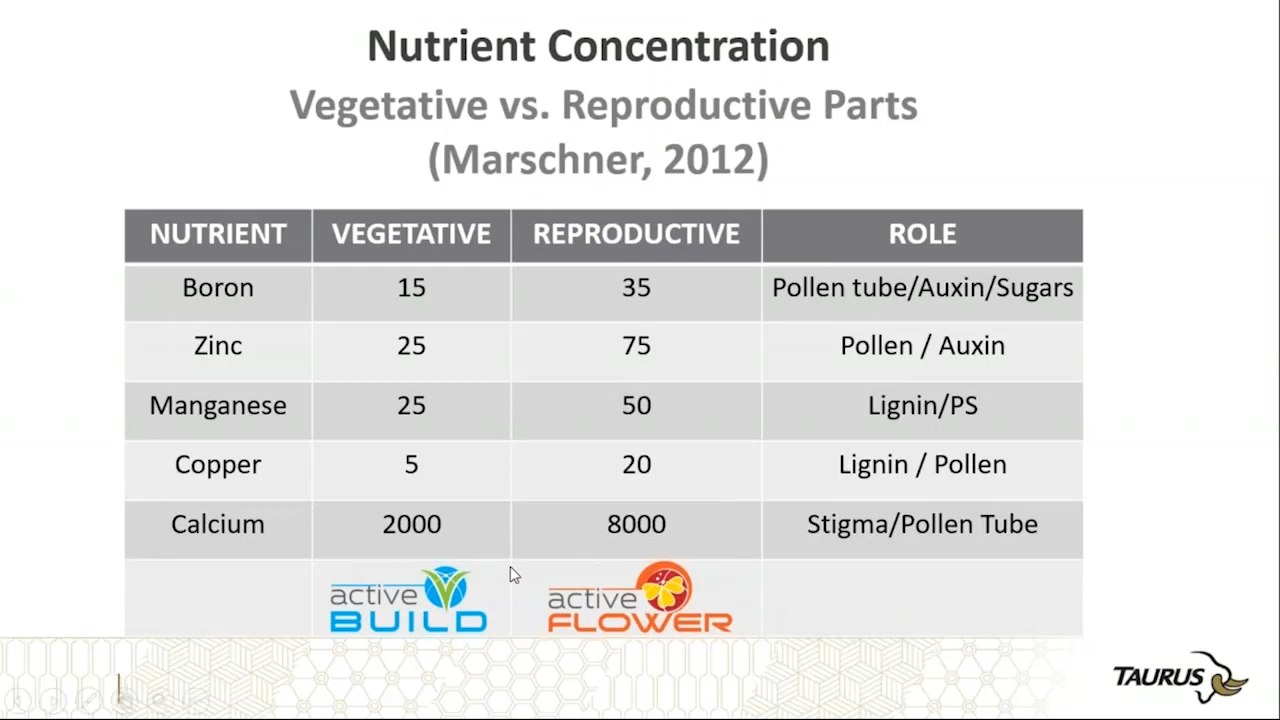 Nutrient Concentration
Vegetative vs. Reproductive Parts
(Marschner, 2012)
NUTRIENT VEGETATIVE REPRODUCTIVE ROLE
Boron 15 35 Pollen tube/Auxin/Sugars
Zinc 25 75 Pollen / Auxin
Manganese 25 50 Lignin/PS
Copper 5 20 Lignin / Pollen
Calcium 2000 8000 Stigma/Pollen Tube
active BUILD active FLOWER
TAURUS